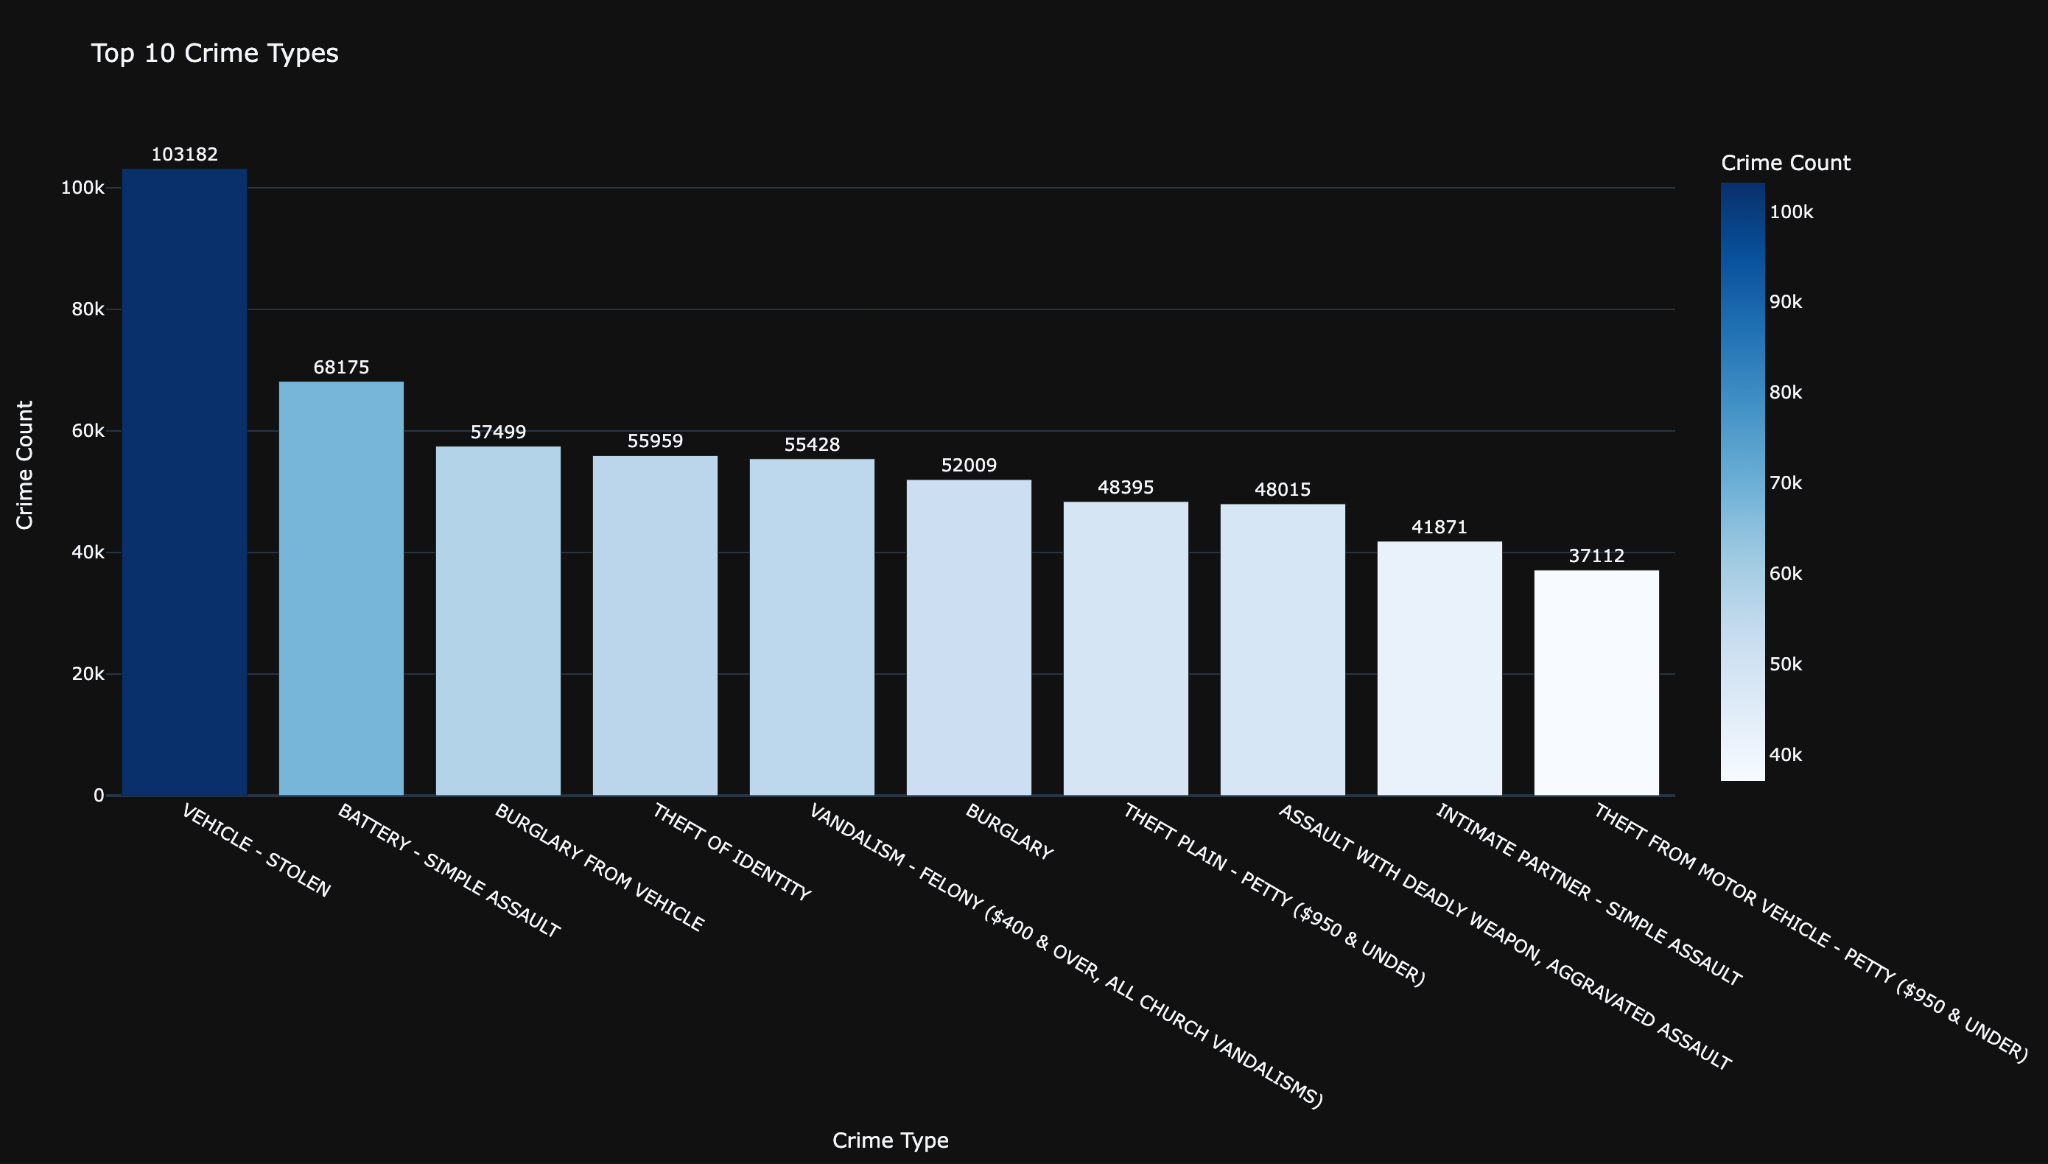 Top 10 Crime Types
Crime Count
100k
80k
60k
40k
20k
0
103182
68175
57499
55959
55428
52009
48395
48015
41871
37112
VEHICLE - STOLEN
BATTERY - SIMPLE ASSAULT
BURGLARY FROM VEHICLE
THEFT OF IDENTITY
VANDALISM - FELONY ($400 & OVER, ALL CHURCH VANDALISMS)
BURGLARY
THEFT PLAIN - PETTY ($950 & UNDER)
ASSAULT WITH DEADLY WEAPON, AGGRAVATED ASSAULT
INTIMATE PARTNER - SIMPLE ASSAULT
THEFT FROM MOTOR VEHICLE - PETTY ($950 & UNDER)
Crime Type
Crime Count
100k
90k
80k
70k
60k
50k
40k